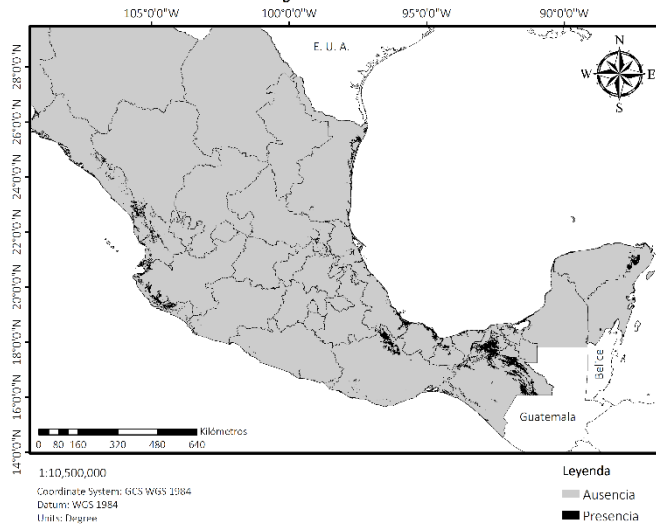 105°0'0"W 100°0'0"W 95°0'0"W 90°0'0"W
E. U. A.
N
W E
S
28°0'0"N
26°0'0"N
24°0'0"N
22°0'0"N
20°0'0"N
18°0'0"N
16°0'0"N
14°0'0"N
Belice
Guatemala
Kilómetros
0 80 160 320 480 640
1:10,500,000
Coordinate System: GCS WGS 1984
Datum: WGS 1984
Units: Degree
Leyenda
Ausencia
Presencia